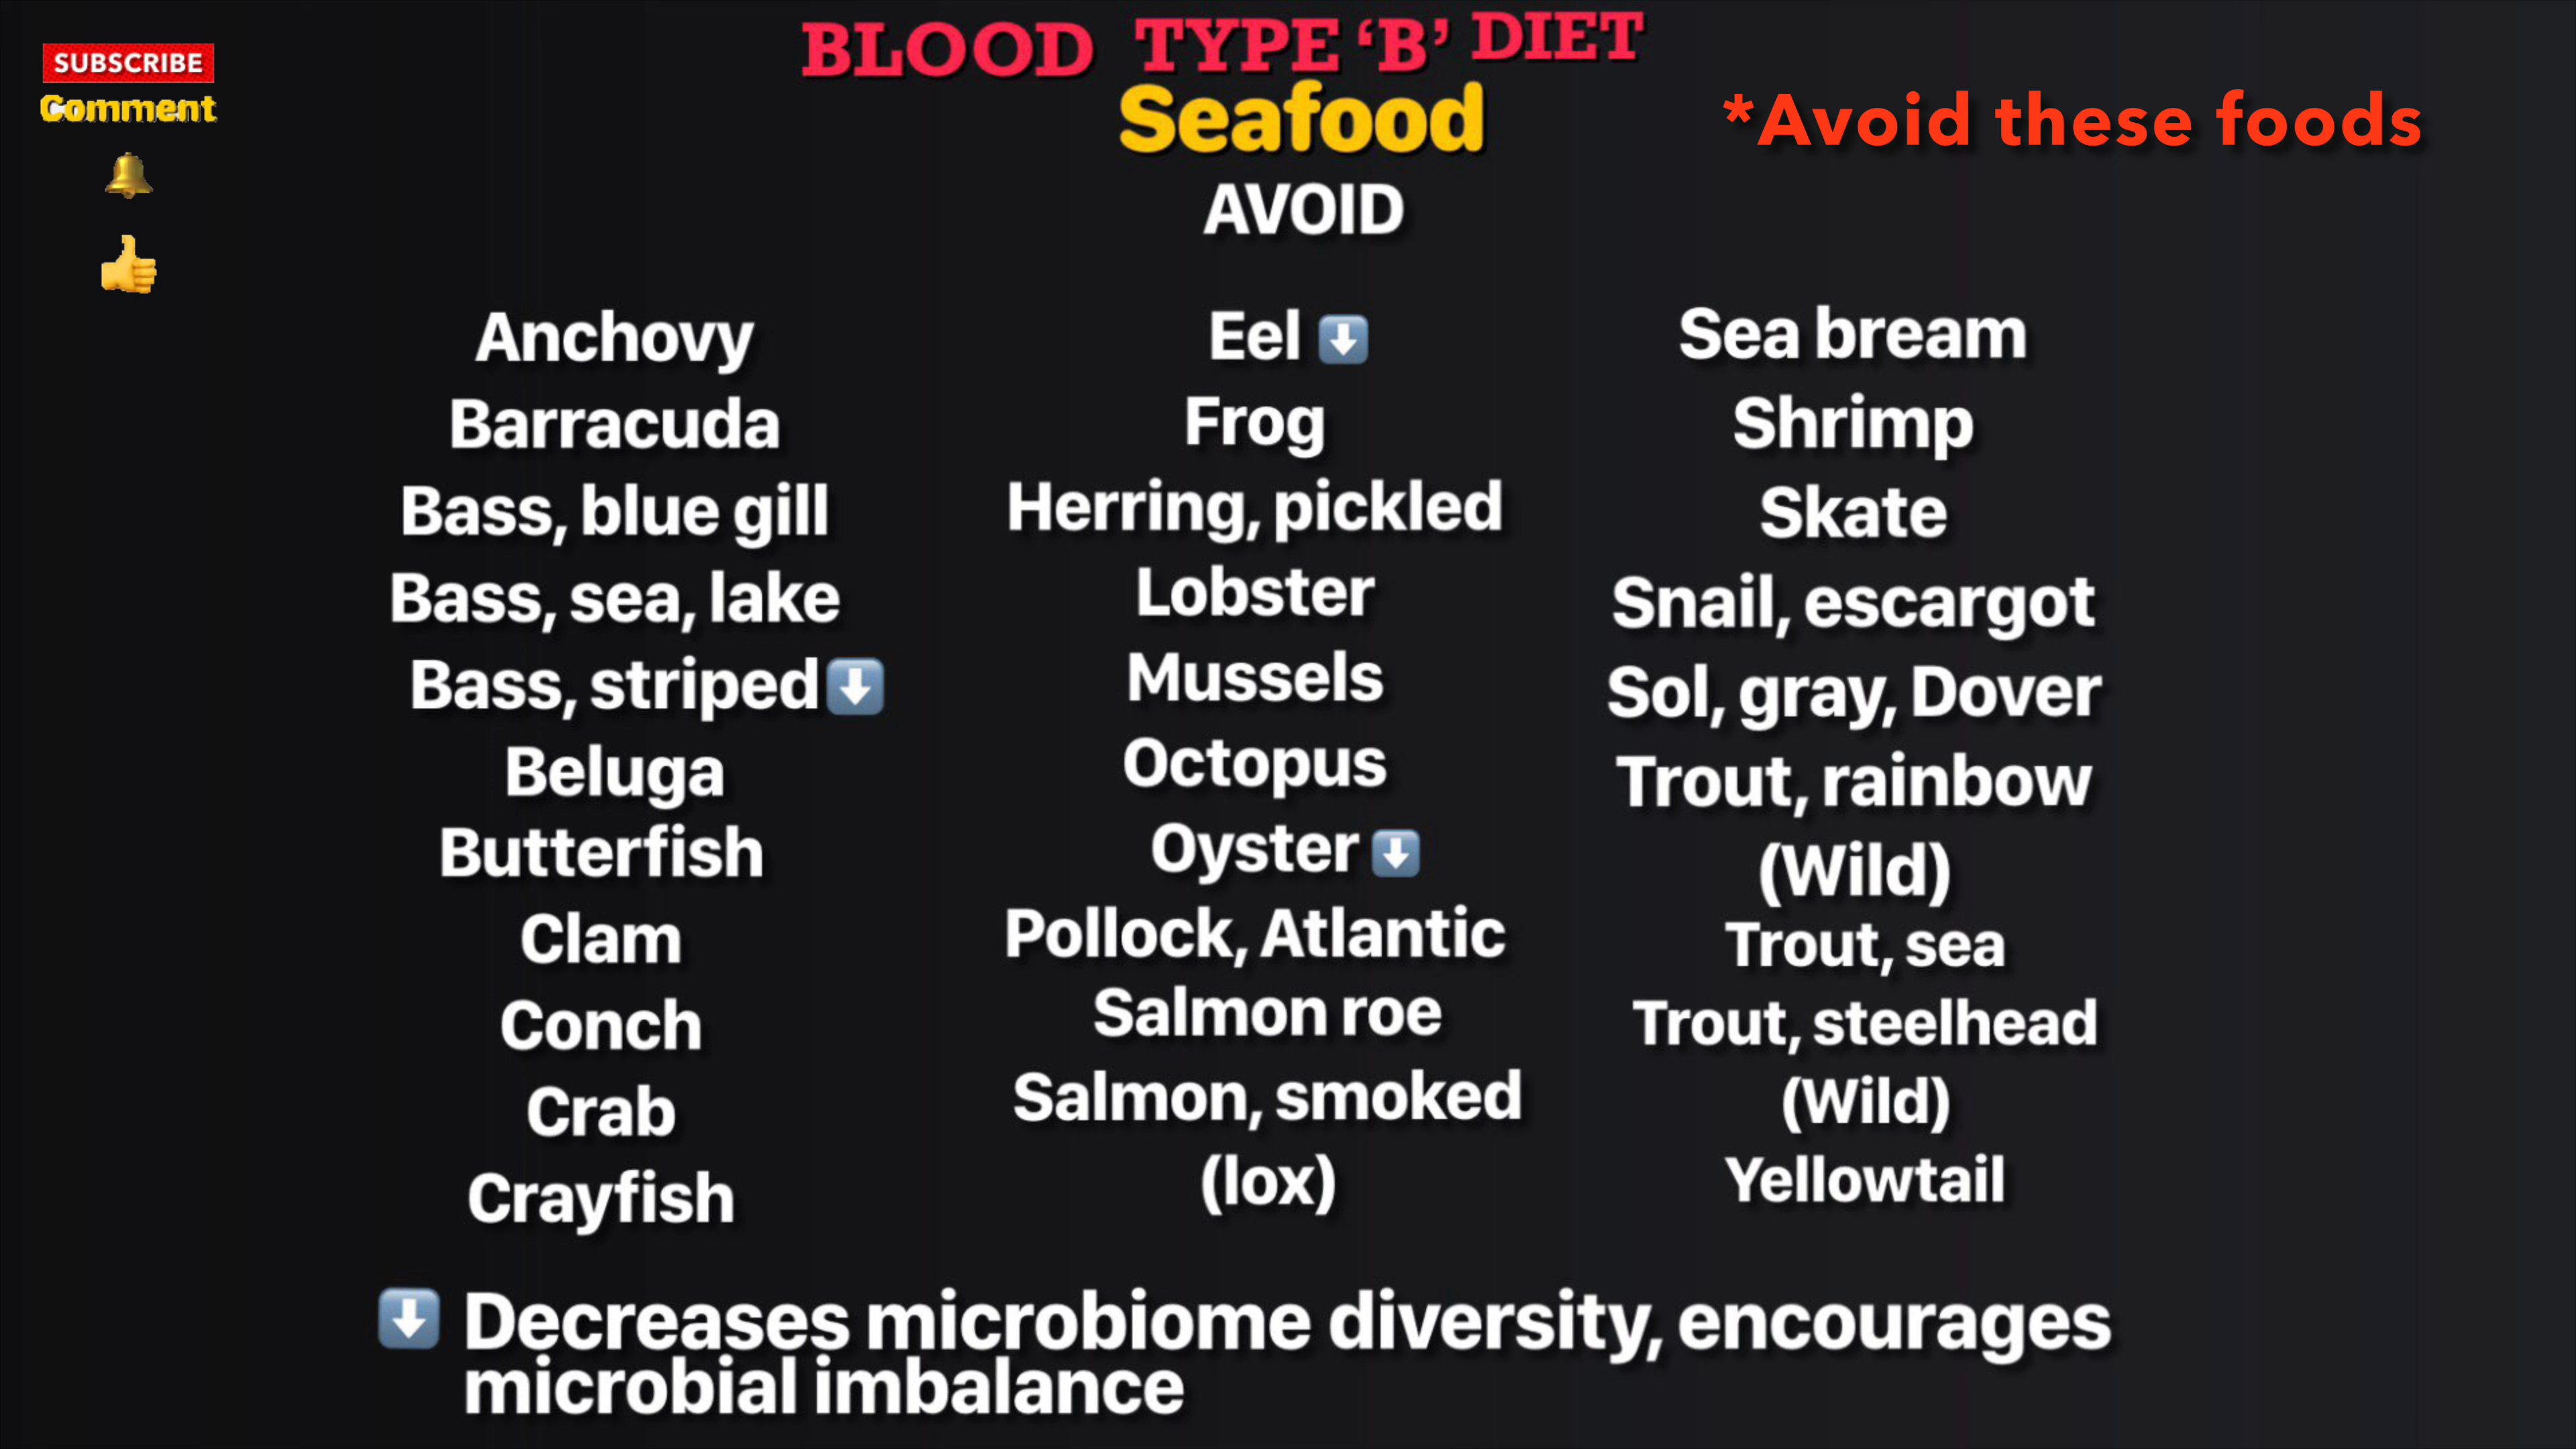 BLOOD TYPE ‘B’ DIET
SUBSCRIBE
Comment
Seafood
*Avoid these foods
AVOID
Anchovy
Barracuda
Bass, blue gill
Bass, sea, lake
Bass, striped
Beluga
Butterfish
Clam
Conch
Crab
Crayfish
Eel
Frog
Herring, pickled
Lobster
Mussels
Octopus
Oyster
Pollock, Atlantic
Salmon roe
Salmon, smoked
(lox)
Sea bream
Shrimp
Skate
Snail, escargot
Sol, gray, Dover
Trout, rainbow
(Wild)
Trout, sea
Trout, steelhead
(Wild)
Yellowtail
Decreases microbiome diversity, encourages
microbial imbalance